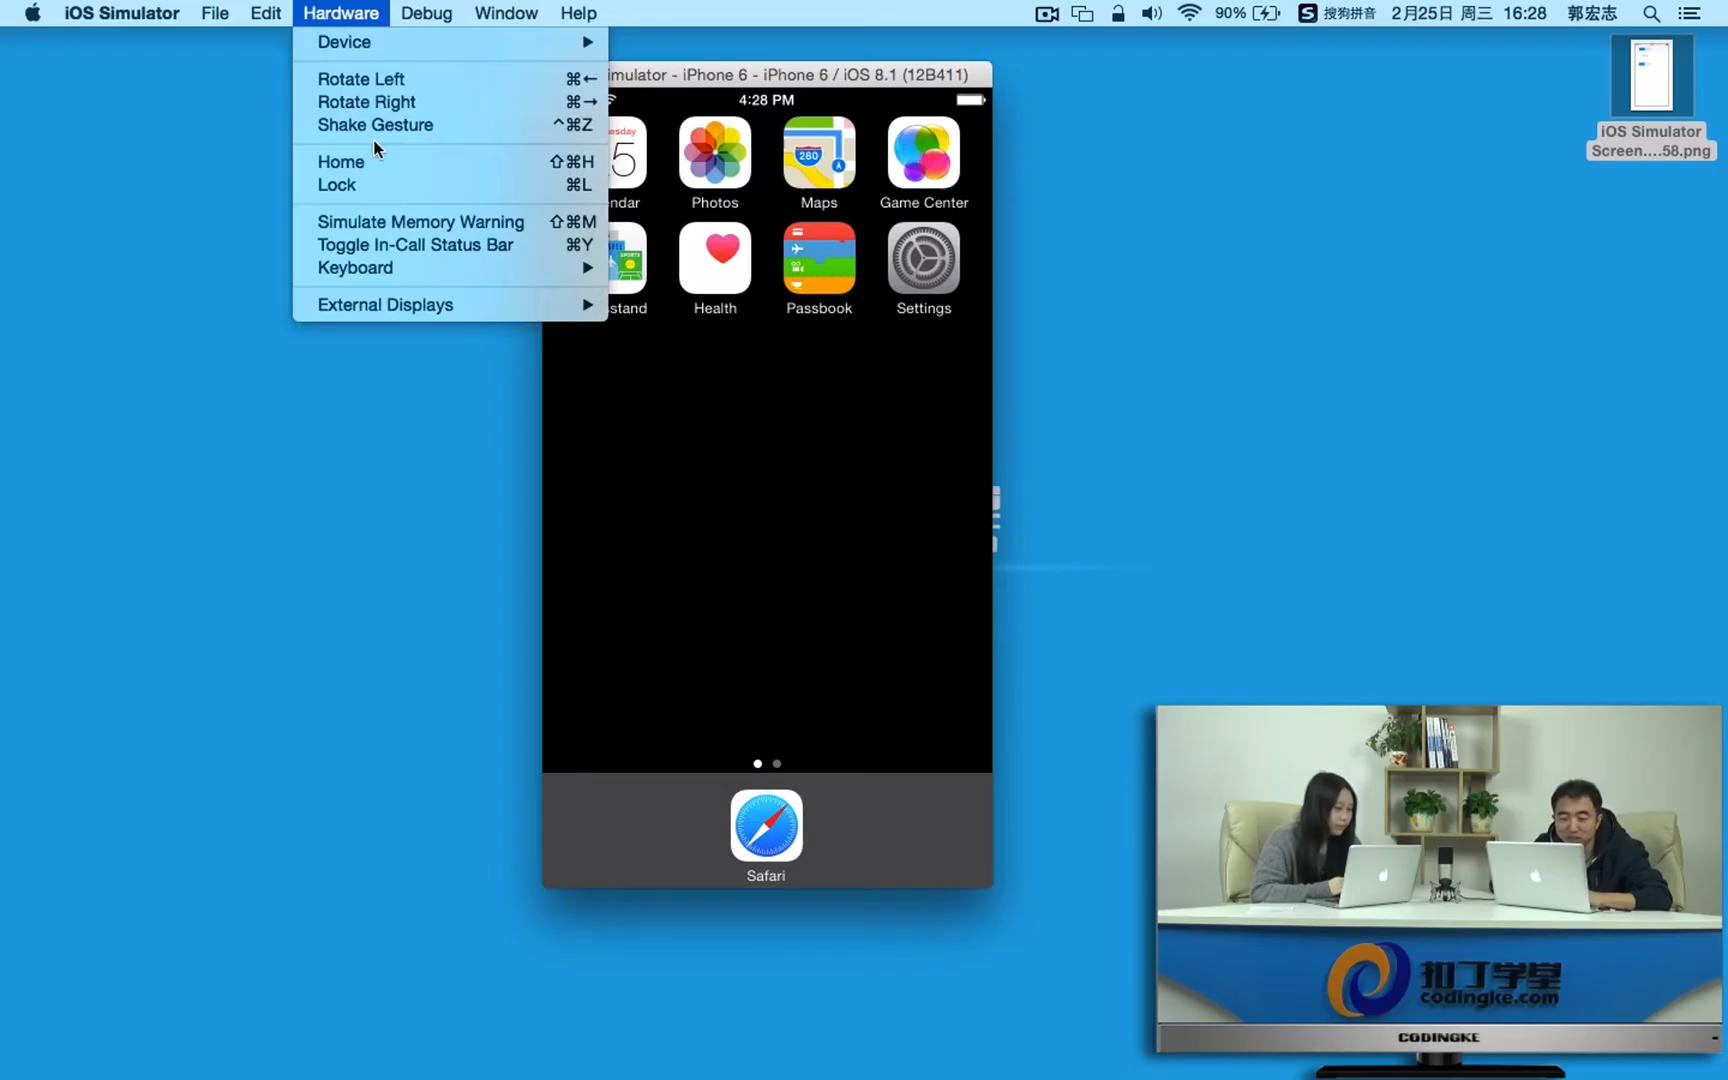 iOS Simulator File Edit Hardware Debug Window Help 90% S 搜狗拼音 2月25日 周三 16:28 郭宏志
Device
Rotate Left ⌘←
Rotate Right ⌘→
Shake Gesture ^⌘Z
Home ⇧⌘H
Lock ⌘L
Simulate Memory Warning ⇧⌘M
Toggle In-Call Status Bar ⌘Y
Keyboard
External Displays
imulator - iPhone 6 - iPhone 6 / iOS 8.1 (12B411)
4:28 PM
esday
5
280
ndar Photos Maps Game Center
SPORTS
stand Health Passbook Settings
Safari
iOS Simulator
Screen....58.png
扣丁学堂
codingke.com
CODINGKE